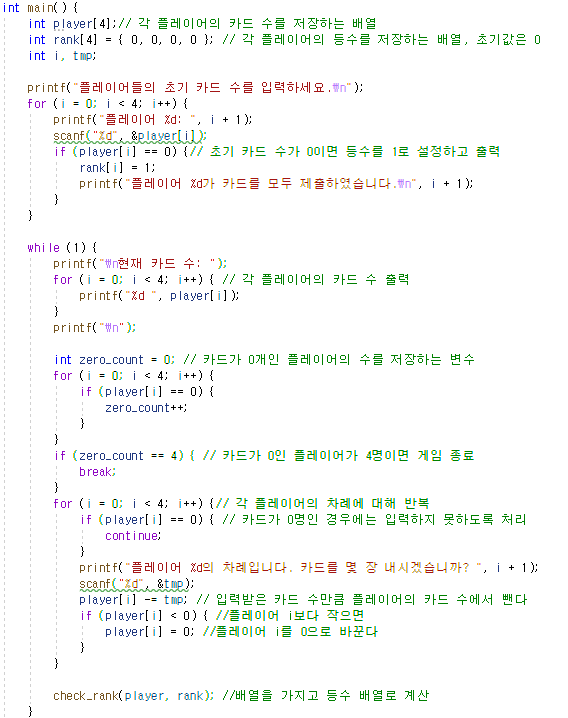 int main() {
    int player[4];// 각 플레이어의 카드 수를 저장하는 배열
    int rank[4] = { 0, 0, 0, 0 }; // 각 플레이어의 등수를 저장하는 배열, 초기값은 0
    int i, tmp;
    printf("플레이어들의 초기 카드 수를 입력하세요.₩n");
    for (i = 0; i < 4; i++) {
        printf("플레이어 %d: ", i + 1);
        scanf("%d", &player[i]);
        if (player[i] == 0) {// 초기 카드 수가 0이면 등수를 1로 설정하고 출력
            rank[i] = 1;
            printf("플레이어 %d가 카드를 모두 제출하였습니다.₩n", i + 1);
        }
    }
    while (1) {
        printf("₩n현재 카드 수: ");
        for (i = 0; i < 4; i++) { // 각 플레이어의 카드 수 출력
            printf("%d ", player[i]);
        }
        printf("₩n");
        int zero_count = 0; // 카드가 0개인 플레이어의 수를 저장하는 변수
        for (i = 0; i < 4; i++) {
            if (player[i] == 0) {
                zero_count++;
            }
        }
        if (zero_count == 4) { // 카드가 0인 플레이어가 4명이면 게임 종료
            break;
        }
        for (i = 0; i < 4; i++) {// 각 플레이어의 차례에 대해 반복
            if (player[i] == 0) { // 카드가 0명인 경우에는 입력하지 못하도록 처리
                continue;
            }
            printf("플레이어 %d의 차례입니다. 카드를 몇 장 내시겠습니까? ", i + 1);
            scanf("%d", &tmp);
            player[i] -= tmp; // 입력받은 카드 수만큼 플레이어의 카드 수에서 뺀다
            if (player[i] < 0) { //플레이어 i보다 작으면
                player[i] = 0; //플레이어 i를 0으로 바꾼다
            }
        }
        check_rank(player, rank); //배열을 가지고 등수 배열로 계산
    }